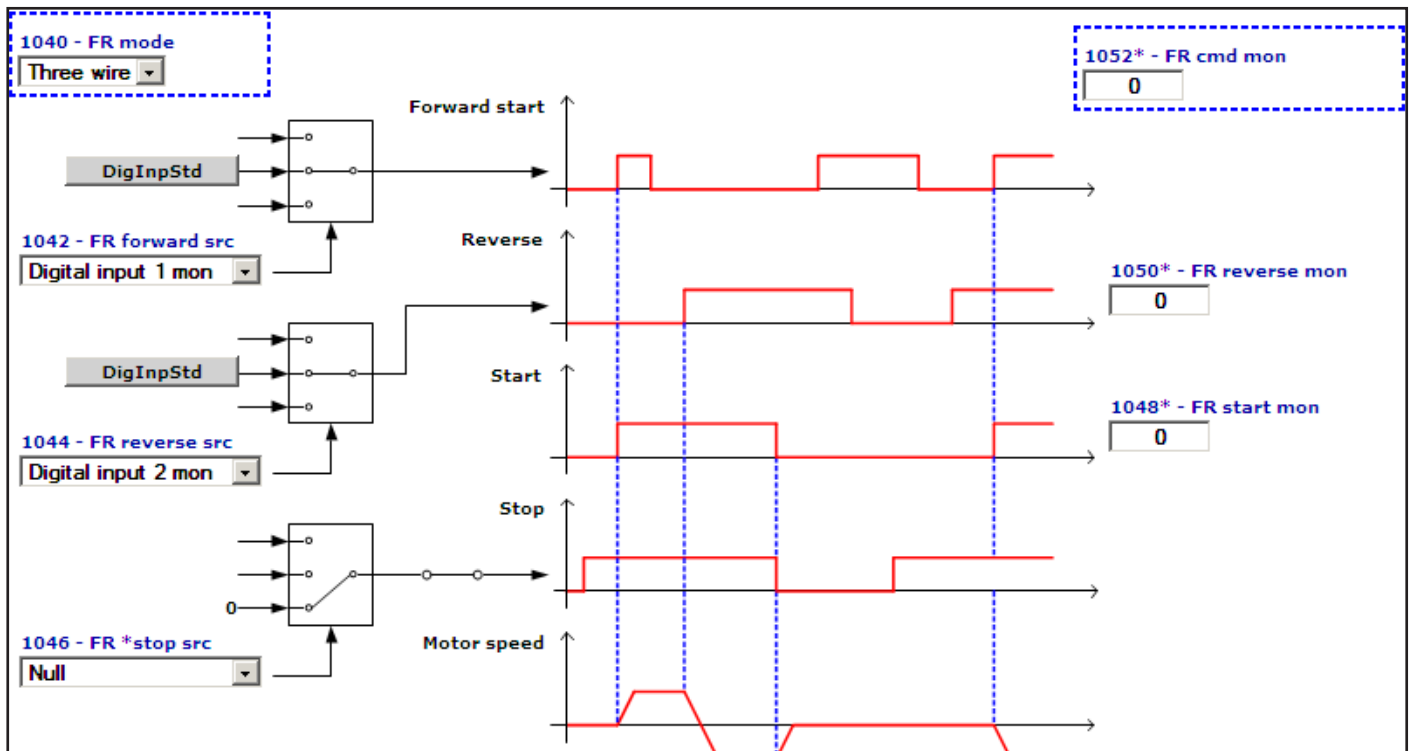 1040 - FR mode
Three wire
1052* - FR cmd mon
0
Forward start
DigInpStd
1042 - FR forward src
Digital input 1 mon
Reverse
1050* - FR reverse mon
0
DigInpStd
Start
1048* - FR start mon
0
1044 - FR reverse src
Digital input 2 mon
Stop
0
1046 - FR *stop src
Null
Motor speed